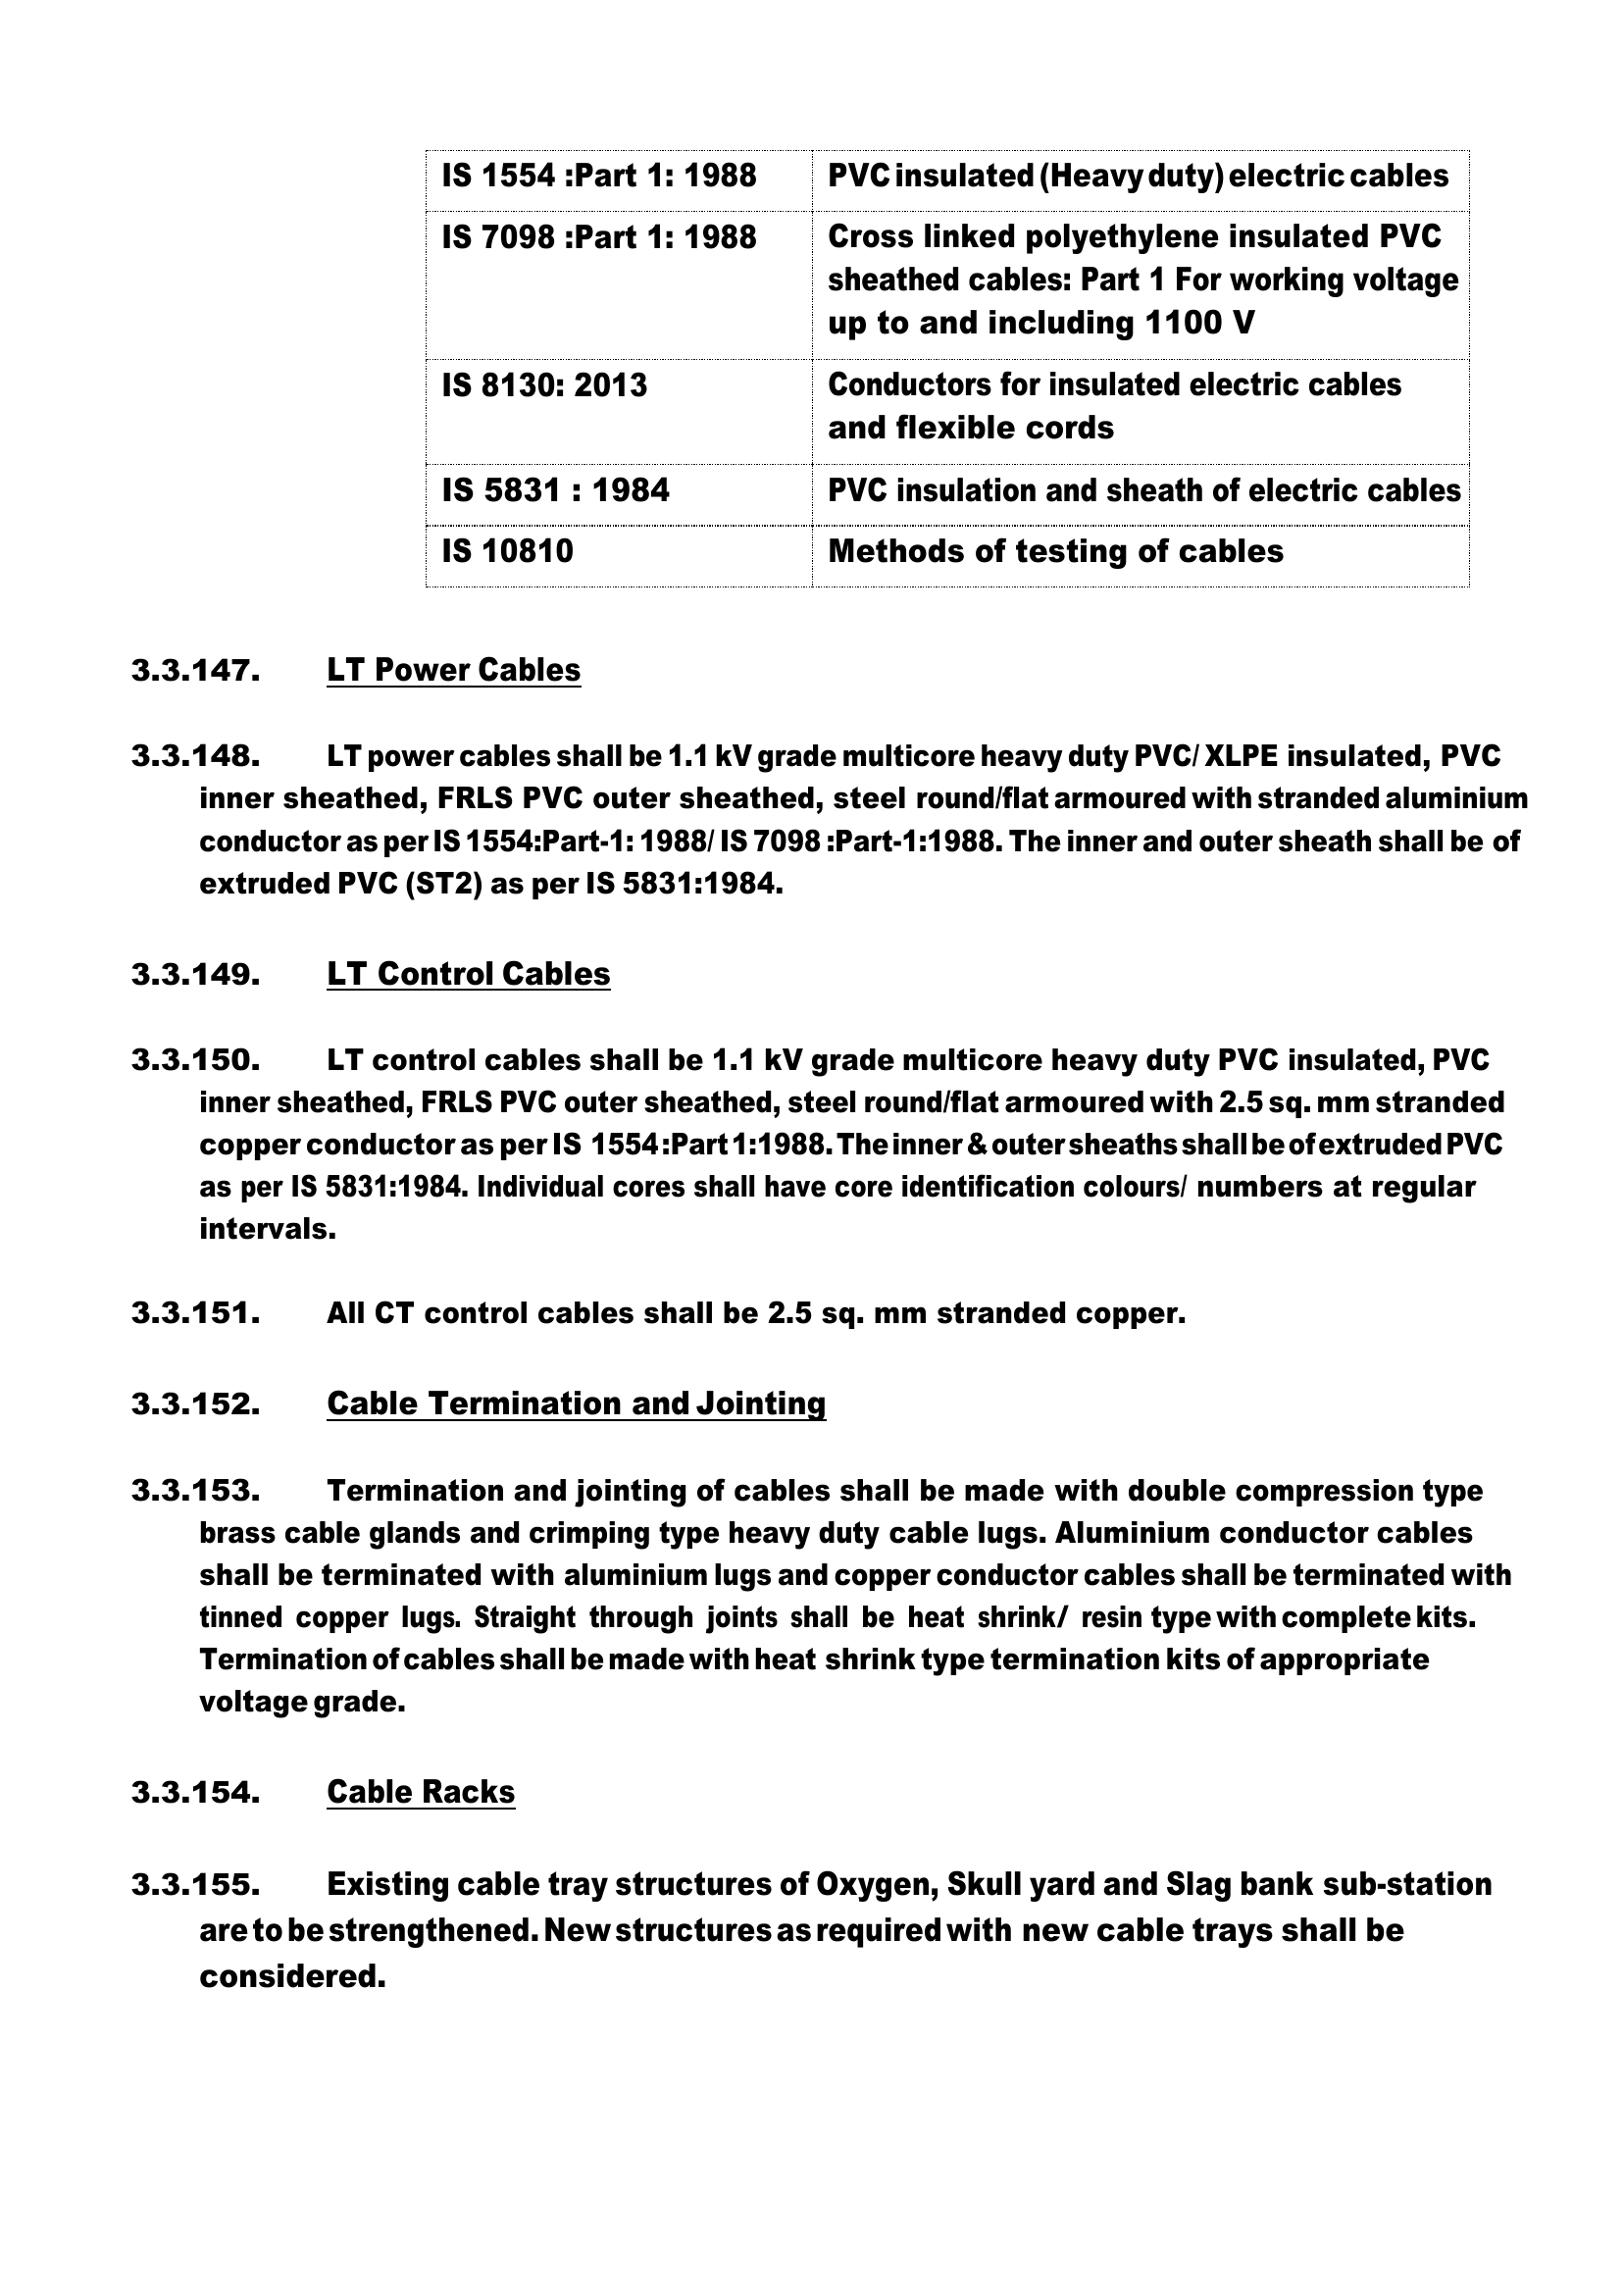 IS 1554 :Part 1: 1988 PVC insulated (Heavy duty) electric cables
IS 7098 :Part 1: 1988 Cross linked polyethylene insulated PVC
sheathed cables: Part 1 For working voltage
up to and including 1100 V
IS 8130: 2013 Conductors for insulated electric cables
and flexible cords
IS 5831 : 1984 PVC insulation and sheath of electric cables
IS 10810 Methods of testing of cables
3.3.147. LT Power Cables
3.3.148. LT power cables shall be 1.1 kV grade multicore heavy duty PVC/ XLPE insulated, PVC
inner sheathed, FRLS PVC outer sheathed, steel round/flat armoured with stranded aluminium
conductor as per IS 1554:Part-1: 1988/ IS 7098 :Part-1:1988. The inner and outer sheath shall be of
extruded PVC (ST2) as per IS 5831:1984.
3.3.149. LT Control Cables
3.3.150. LT control cables shall be 1.1 kV grade multicore heavy duty PVC insulated, PVC
inner sheathed, FRLS PVC outer sheathed, steel round/flat armoured with 2.5 sq. mm stranded
copper conductor as per IS 1554 :Part 1:1988. The inner & outer sheaths shall be of extruded PVC
as per IS 5831:1984. Individual cores shall have core identification colours/ numbers at regular
intervals.
3.3.151. All CT control cables shall be 2.5 sq. mm stranded copper.
3.3.152. Cable Termination and Jointing
3.3.153. Termination and jointing of cables shall be made with double compression type
brass cable glands and crimping type heavy duty cable lugs. Aluminium conductor cables
shall be terminated with aluminium lugs and copper conductor cables shall be terminated with
tinned copper lugs. Straight through joints shall be heat shrink/ resin type with complete kits.
Termination of cables shall be made with heat shrink type termination kits of appropriate
voltage grade.
3.3.154. Cable Racks
3.3.155. Existing cable tray structures of Oxygen, Skull yard and Slag bank sub-station
are to be strengthened. New structures as required with new cable trays shall be
considered.